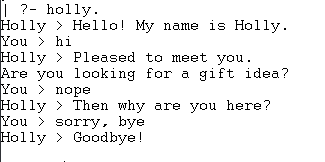 | ?- holly.
Holly > Hello! My name is Holly.
You > hi
Holly > Pleased to meet you.
Are you looking for a gift idea?
You > nope
Holly > Then why are you here?
You > sorry, bye
Holly > Goodbye!